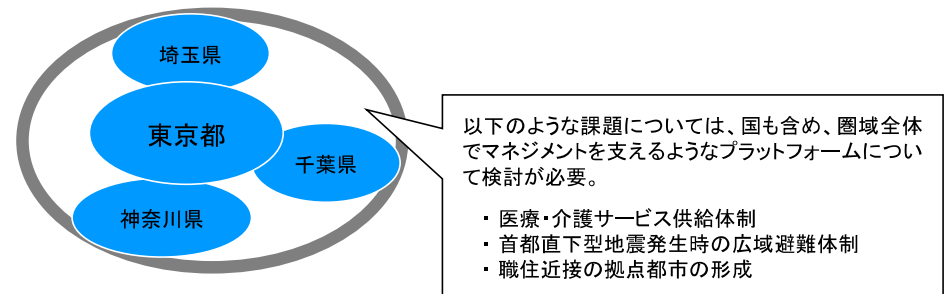 埼玉県
東京都
千葉県
神奈川県
以下のような課題については、国も含め、圏域全体
でマネジメントを支えるようなプラットフォームについ
て検討が必要。
・ 医療・介護サービス供給体制
・ 首都直下型地震発生時の広域避難体制
・ 職住近接の拠点都市の形成